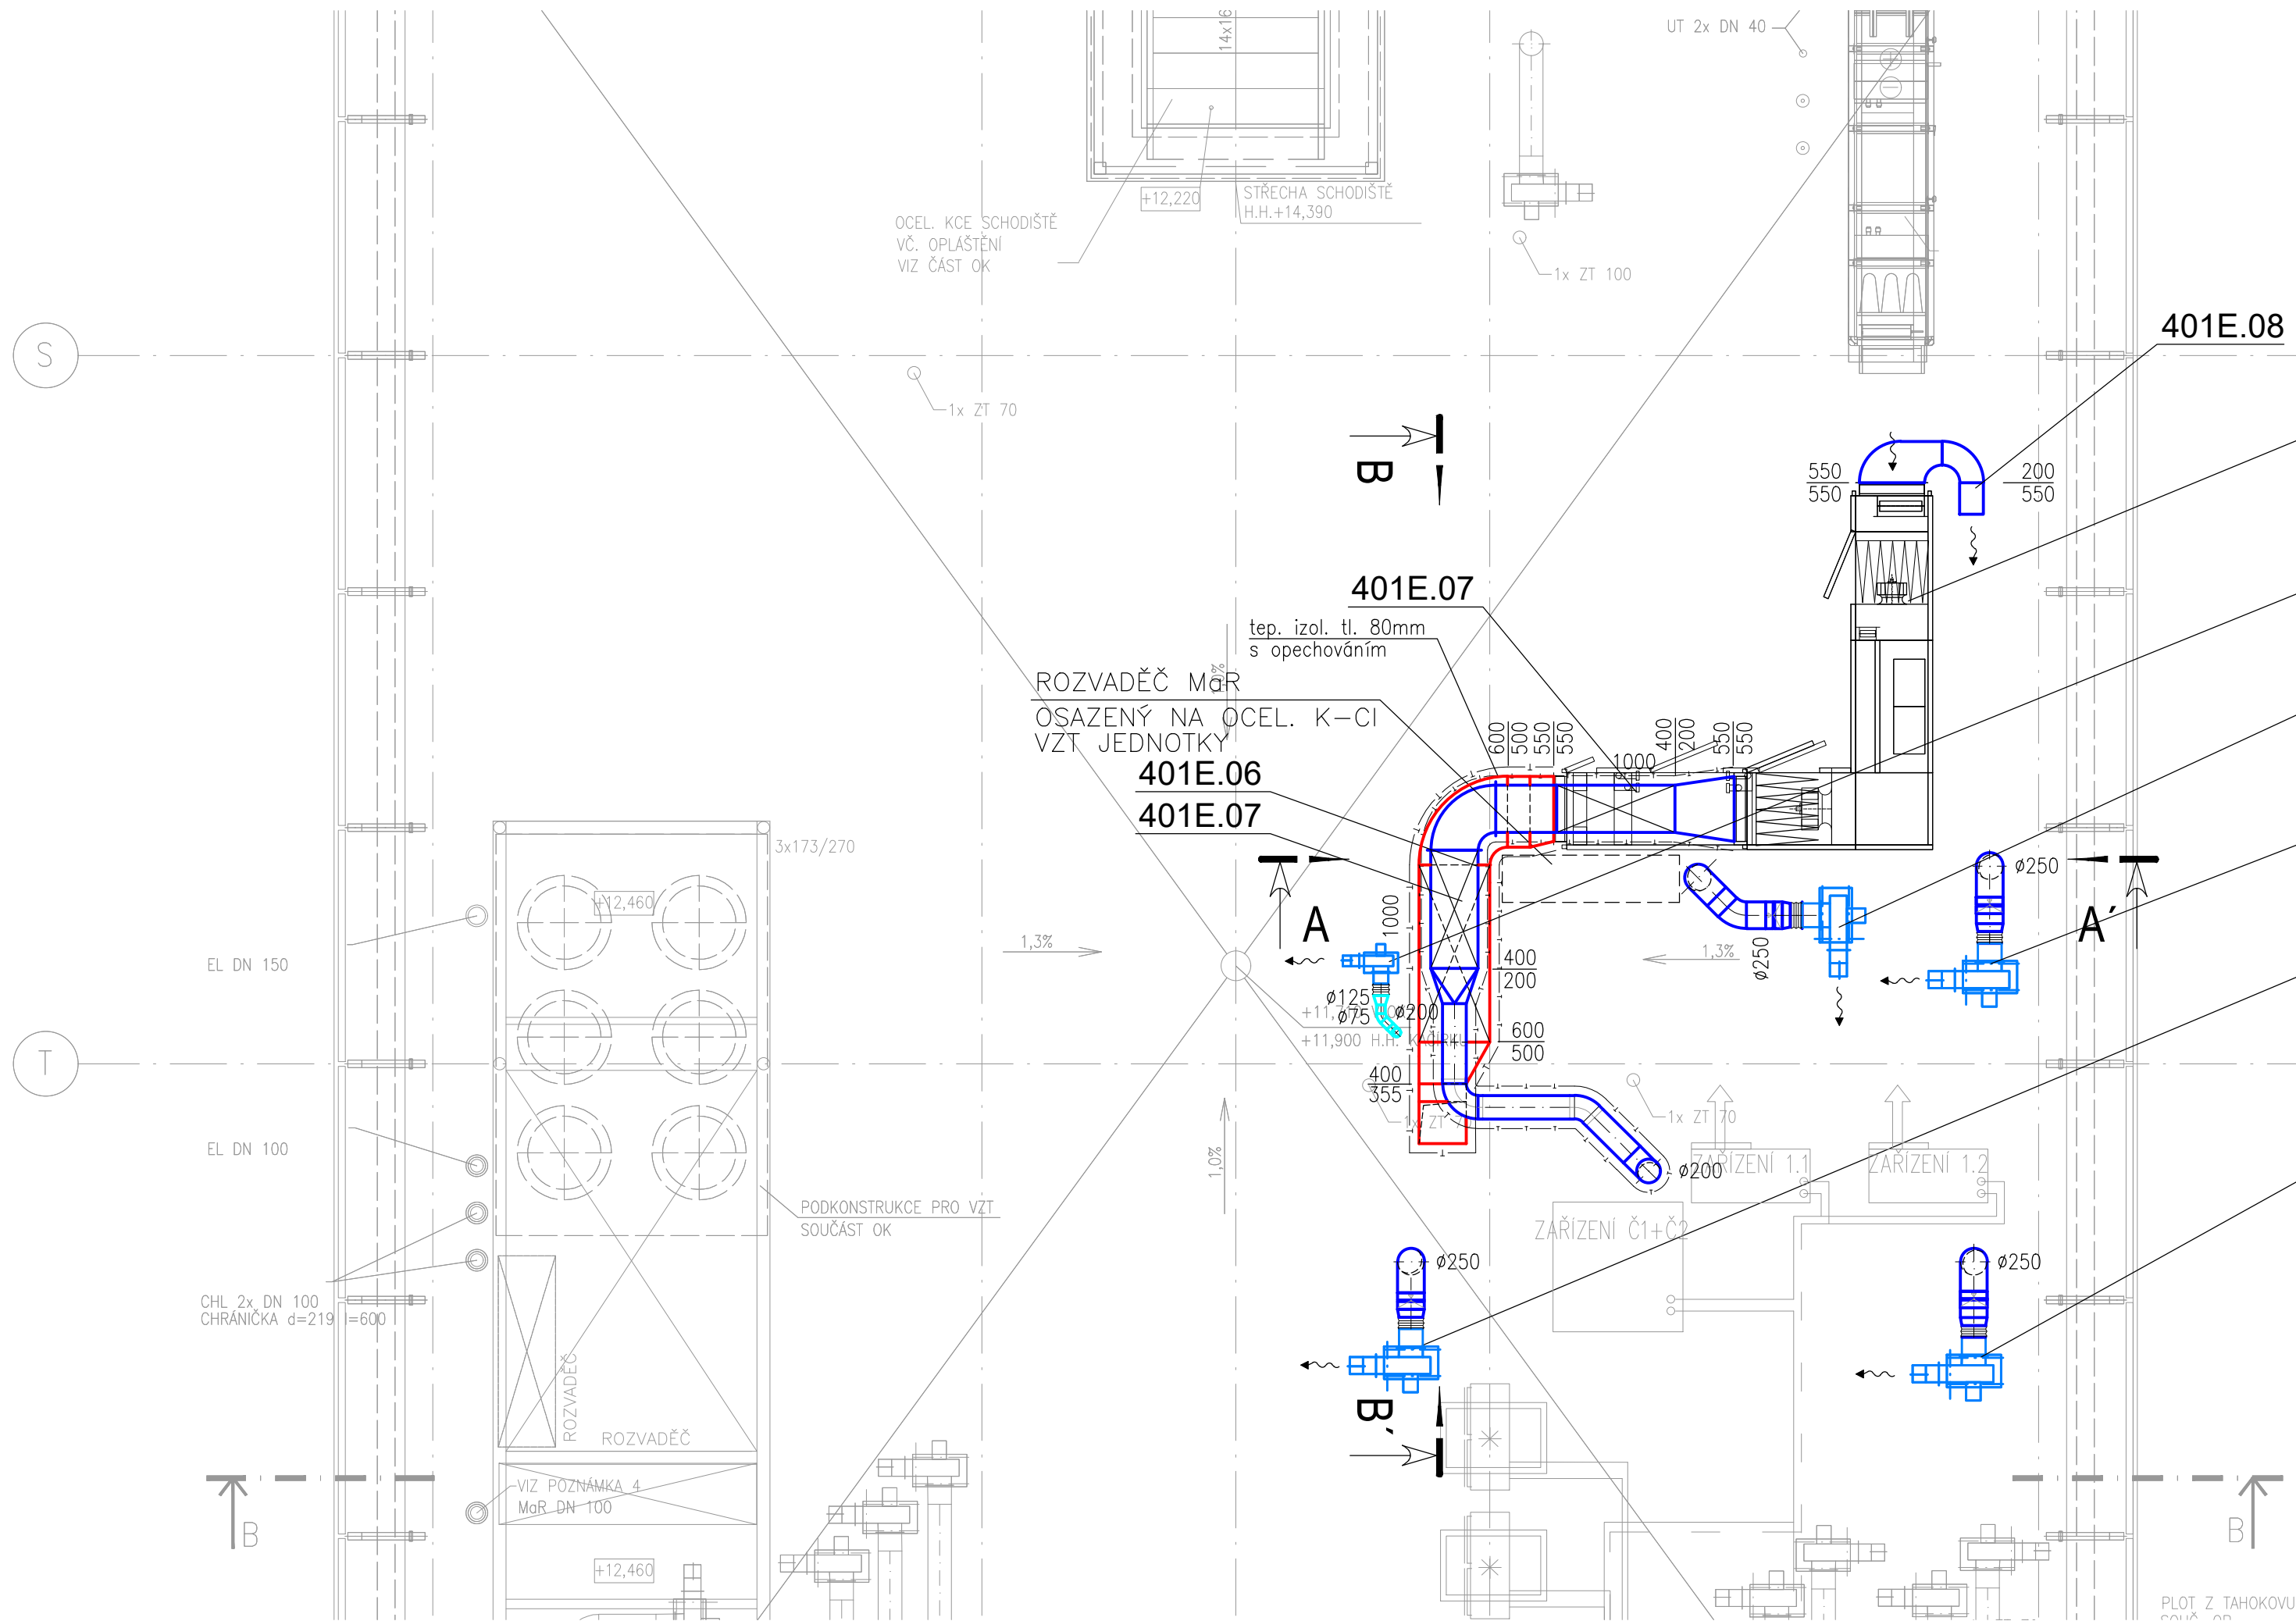 14x16
UT 2x DN 40
+12,220
STŘECHA SCHODIŠTĚ
H.H.+14,390
OCEL. KCE SCHODIŠTĚ
VČ. OPLÁŠTĚNÍ
VIZ ČÁST OK
1x ZT 100
401E.08
S
1x ZT 70
B
550
550
200
550
401E.07
tep. izol. tl. 80mm
s opechováním
ROZVADĚČ MaR
OSAZENÝ NA OCEL. K-CI
VZT JEDNOTKY
600
500
550
550
1000
400
200
550
550
401E.06
401E.07
3x173/270
+12,460
ø250
A
A´
1000
1,3%
1,3%
ø250
EL DN 150
400
200
ø125
ø75
ø200
+11,900 H.H. KAČÍRKU
600
500
T
400
355
1x ZT 70
EL DN 100
1,0%
ø200
ZAŘÍZENÍ 1.1
ZAŘÍZENÍ 1.2
PODKONSTRUKCE PRO VZT
SOUČÁST OK
ZAŘÍZENÍ Č1+Č2
ø250
ø250
CHL 2x DN 100
CHRÁNIČKA d=219 l=600
ROZVADĚČ
ROZVADĚČ
B´
VIZ POZNÁMKA 4
MaR DN 100
B
B
+12,460
PLOT Z TAHOKOVU